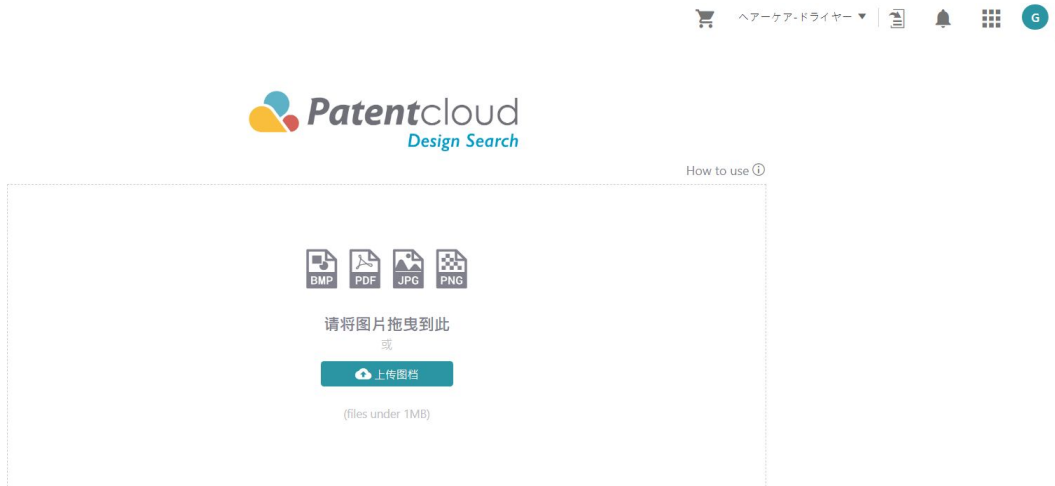 ヘアーケア-ドライヤー ▼
G
Patentcloud
Design Search
How to use
BMP PDF JPG PNG
请将图片拖曳到此
或
上传图档
(files under 1MB)